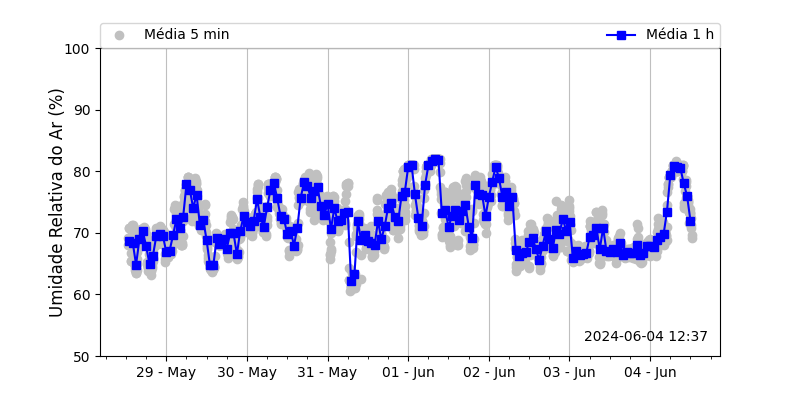 Média 5 min
Média 1 h
Umidade Relativa do Ar (%)
100
90
80
70
60
50
2024-06-04 12:37
29 - May
30 - May
31 - May
01 - Jun
02 - Jun
03 - Jun
04 - Jun